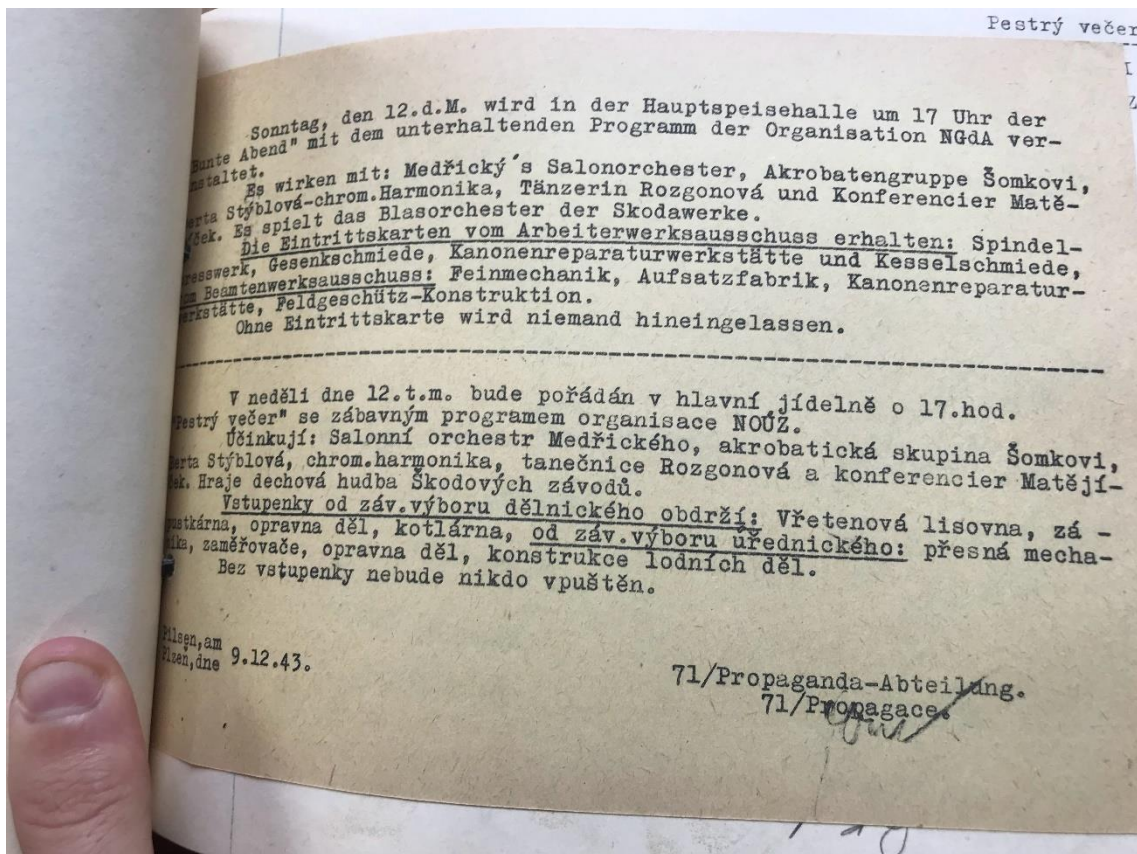 Pestrý večer
Sonntag, den 12.d.M. wird in der Hauptspeisehalle um 17 Uhr der
Bunte Abend" mit dem unterhaltenden Programm der Organisation NGdA ver-
nstaltet.
Es wirken mit: Medřický´s Salonorchester, Akrobatengruppe Šomkovi,
erta Stýblová-chrom.Harmonika, Tänzerin Rozgonová und Konferencier Matě-
íček. Es spielt das Blasorchester der Skodawerke.
Die Eintrittskarten vom Arbeiterwerksausschuss erhalten: Spindel-
resswerk, Gesenkschmiede, Kanonenreparaturwerkstätte und Kesselschmiede,
om Beamtenwerksausschuss: Feinmechanik, Aufsatzfabrik, Kanonenreparatur-
erkstätte, Feldgeschütz-Konstruktion.
Ohne Eintrittskarte wird niemand hineingelassen.
V neděli dne 12.t.m. bude pořádán v hlavní jídelně o 17.hod.
"Pestrý večer" se zábavným programem organisace NOÚZ.
Účinkují: Salonní orchestr Medřického, akrobatická skupina Šomkovi,
Berta Stýblová, chrom.harmonika, tanečnice Rozgonová a konferencier Matějí-
ček. Hraje dechová hudba Škodových závodů.
Vstupenky od záv.výboru dělnického obdrží: Vřetenová lisovna, zá -
pustkárna, opravna děl, kotlárna, od záv.výboru úřednického: přesná mecha-
nika, zaměřovače, opravna děl, konstrukce lodních děl.
Bez vstupenky nebude nikdo vpuštěn.
Pilsen,am
Plzeň,dne 9.12.43.
71/Propaganda-Abteilung.
71/Propagace.